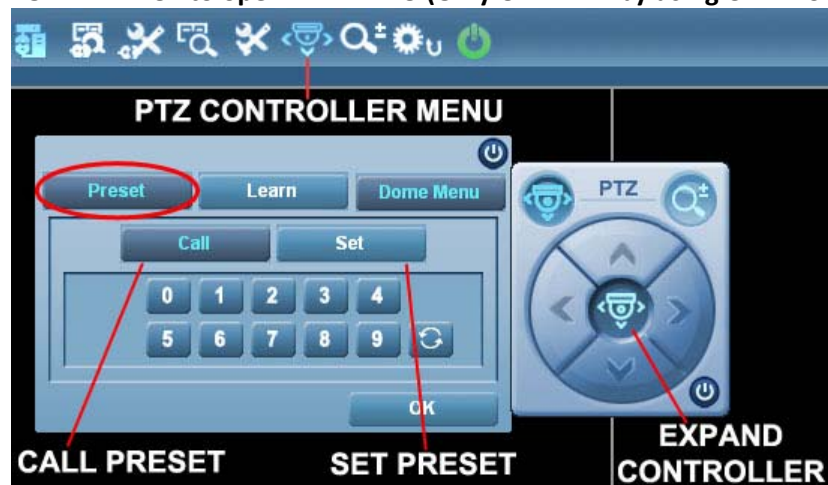 PTZ CONTROLLER MENU
Preset Learn Dome Menu
PTZ
Call Set
0 1 2 3 4
5 6 7 8 9
OK
CALL PRESET
SET PRESET
EXPAND
CONTROLLER